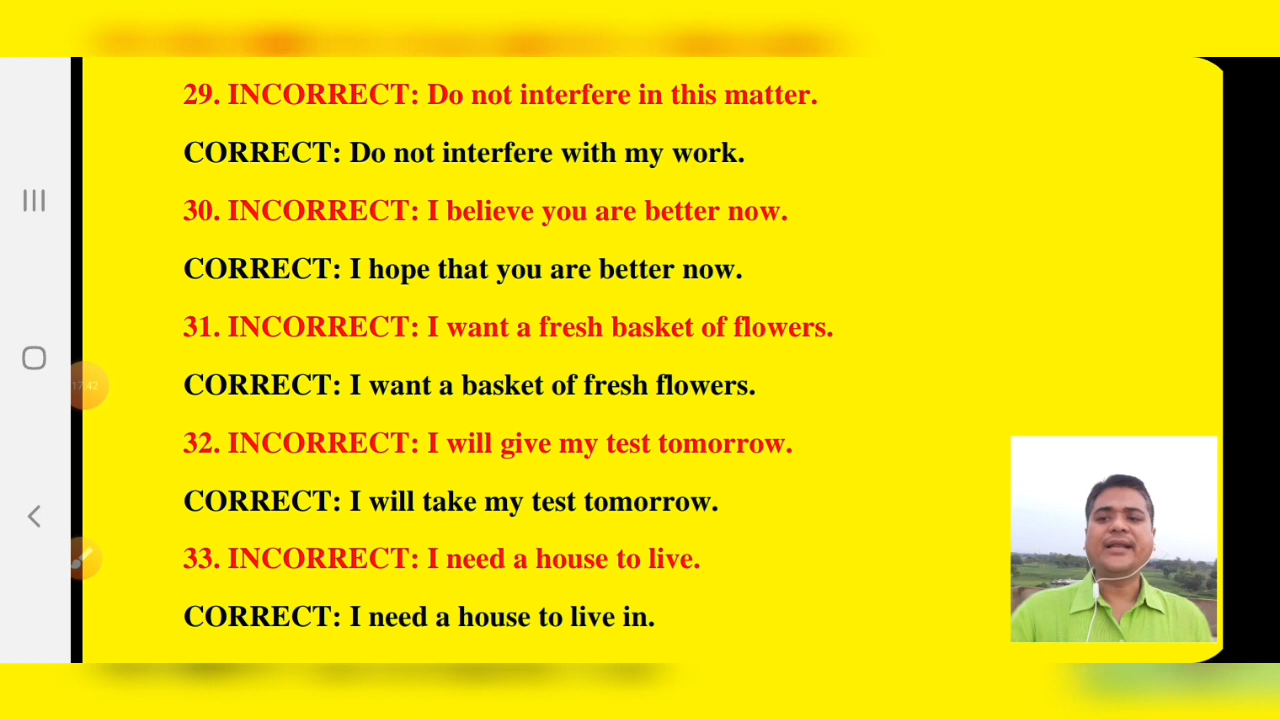 29. INCORRECT: Do not interfere in this matter.
CORRECT: Do not interfere with my work.
30. INCORRECT: I believe you are better now.
CORRECT: I hope that you are better now.
31. INCORRECT: I want a fresh basket of flowers.
17:42
CORRECT: I want a basket of fresh flowers.
32. INCORRECT: I will give my test tomorrow.
CORRECT: I will take my test tomorrow.
33. INCORRECT: I need a house to live.
CORRECT: I need a house to live in.